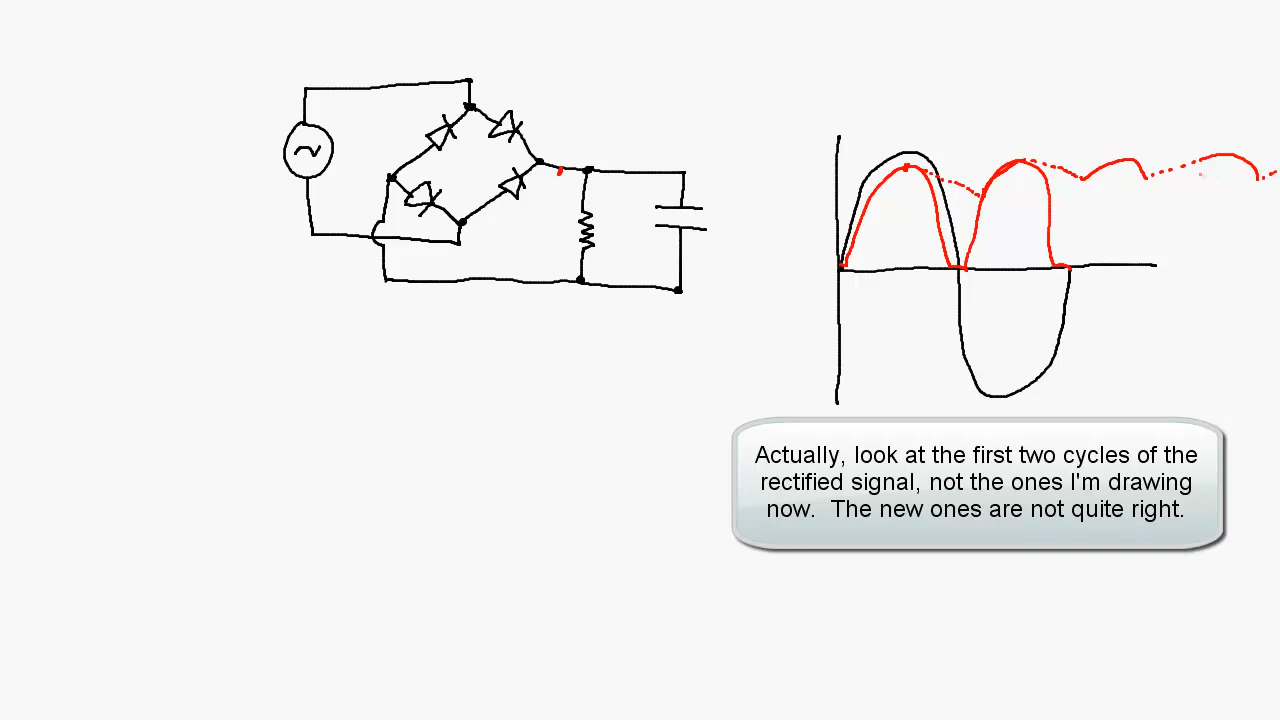 Actually, look at the first two cycles of the
rectified signal, not the ones I'm drawing
now.  The new ones are not quite right.